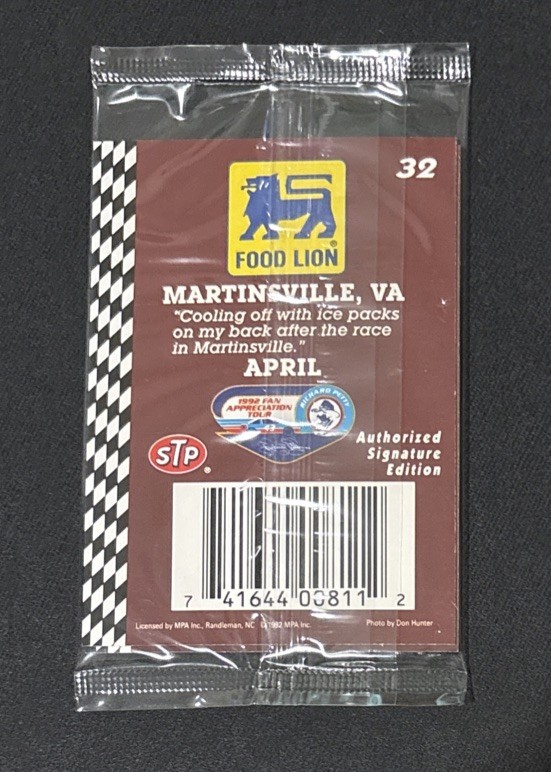 32
FOOD LION®
MARTINSVILLE, VA
"Cooling off with ice packs
on my back after the race
in Martinsville."
APRIL
1992 FAN
APPRECIATION
TOUR
RICHARD PETTY
43
STP®
Authorized
Signature
Edition
7 41644 00811 2
Licensed by MPA Inc., Randleman, NC ©1992 MPA Inc.
Photo by Don Hunter